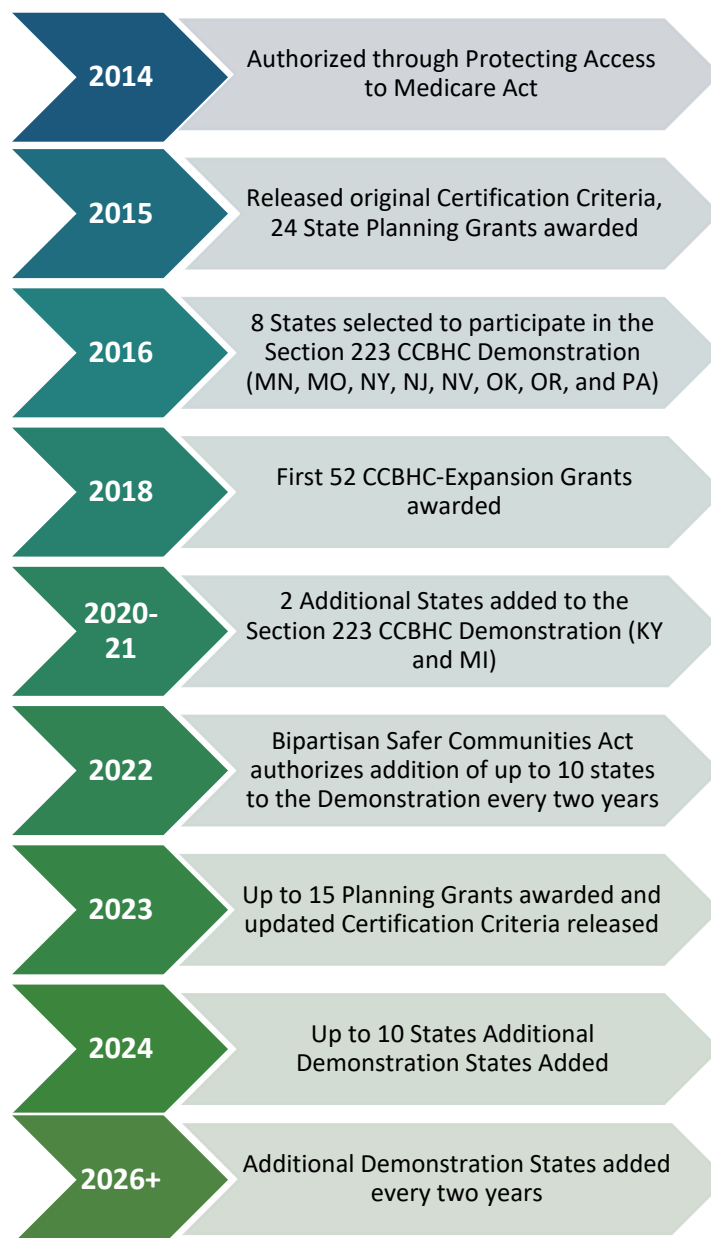 2014
Authorized through Protecting Access
to Medicare Act
2015
Released original Certification Criteria,
24 State Planning Grants awarded
2016
8 States selected to participate in the
Section 223 CCBHC Demonstration
(MN, MO, NY, NJ, NV, OK, OR, and PA)
2018
First 52 CCBHC-Expansion Grants
awarded
2020-
21
2 Additional States added to the
Section 223 CCBHC Demonstration (KY
and MI)
2022
Bipartisan Safer Communities Act
authorizes addition of up to 10 states
to the Demonstration every two years
2023
Up to 15 Planning Grants awarded and
updated Certification Criteria released
2024
Up to 10 States Additional
Demonstration States Added
2026+
Additional Demonstration States added
every two years